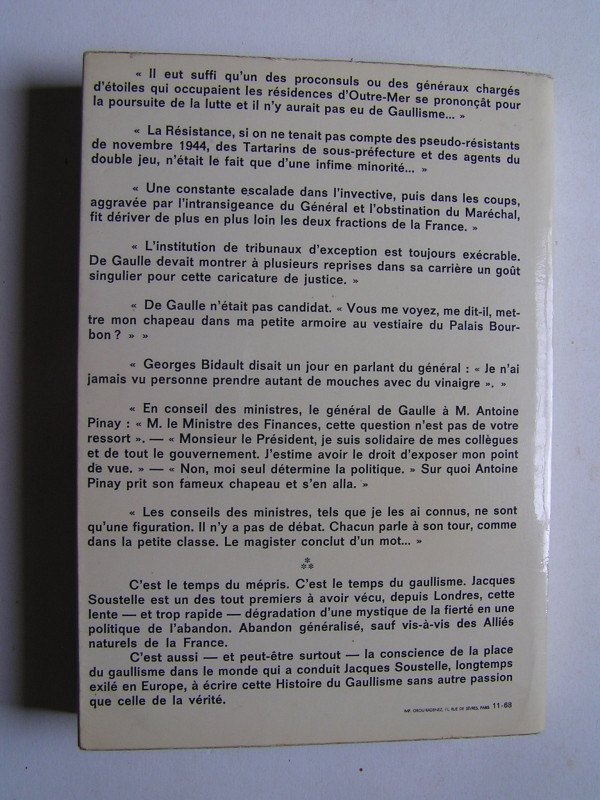 « Il eut suffi qu'un des proconsuls ou des généraux chargés
d'étoiles qui occupaient les résidences d'Outre-Mer se prononçât pour
la poursuite de la lutte et il n'y aurait pas eu de Gaullisme... »
« La Résistance, si on ne tenait pas compte des pseudo-résistants
de novembre 1944, des Tartarins de sous-préfecture et des agents du
double jeu, n'était le fait que d'une infime minorité... »
« Une constante escalade dans l'invective, puis dans les coups,
aggravée par l'intransigeance du Général et l'obstination du Maréchal,
fit dériver de plus en plus loin les deux fractions de la France. »
« L'institution de tribunaux d'exception est toujours exécrable.
De Gaulle devait montrer à plusieurs reprises dans sa carrière un goût
singulier pour cette caricature de justice. »
« De Gaulle n'était pas candidat. « Vous me voyez, me dit-il, met-
tre mon chapeau dans ma petite armoire au vestiaire du Palais Bour-
bon ? » »
« Georges Bidault disait un jour en parlant du général : « Je n'ai
jamais vu personne prendre autant de mouches avec du vinaigre ». »
« En conseil des ministres, le général de Gaulle à M. Antoine
Pinay : « M. le Ministre des Finances, cette question n'est pas de votre
ressort ». — « Monsieur le Président, je suis solidaire de mes collègues
et de tout le gouvernement. J'estime avoir le droit d'exposer mon point
de vue. » — « Non, moi seul détermine la politique. » Sur quoi Antoine
Pinay prit son fameux chapeau et s'en alla. »
« Les conseils des ministres, tels que je les ai connus, ne sont
qu'une figuration. Il n'y a pas de débat. Chacun parle à son tour, comme
dans la petite classe. Le magister conclut d'un mot... »
⁂
C'est le temps du mépris. C'est le temps du gaullisme. Jacques
Soustelle est un des tout premiers à avoir vécu, depuis Londres, cette
lente — et trop rapide — dégradation d'une mystique de la fierté en une
politique de l'abandon. Abandon généralisé, sauf vis-à-vis des Alliés
naturels de la France.
C'est aussi — et peut-être surtout — la conscience de la place
du gaullisme dans le monde qui a conduit Jacques Soustelle, longtemps
exilé en Europe, à écrire cette Histoire du Gaullisme sans autre passion
que celle de la vérité.
IMP. 11, RUE DE SÈVRES, PARIS 11-68